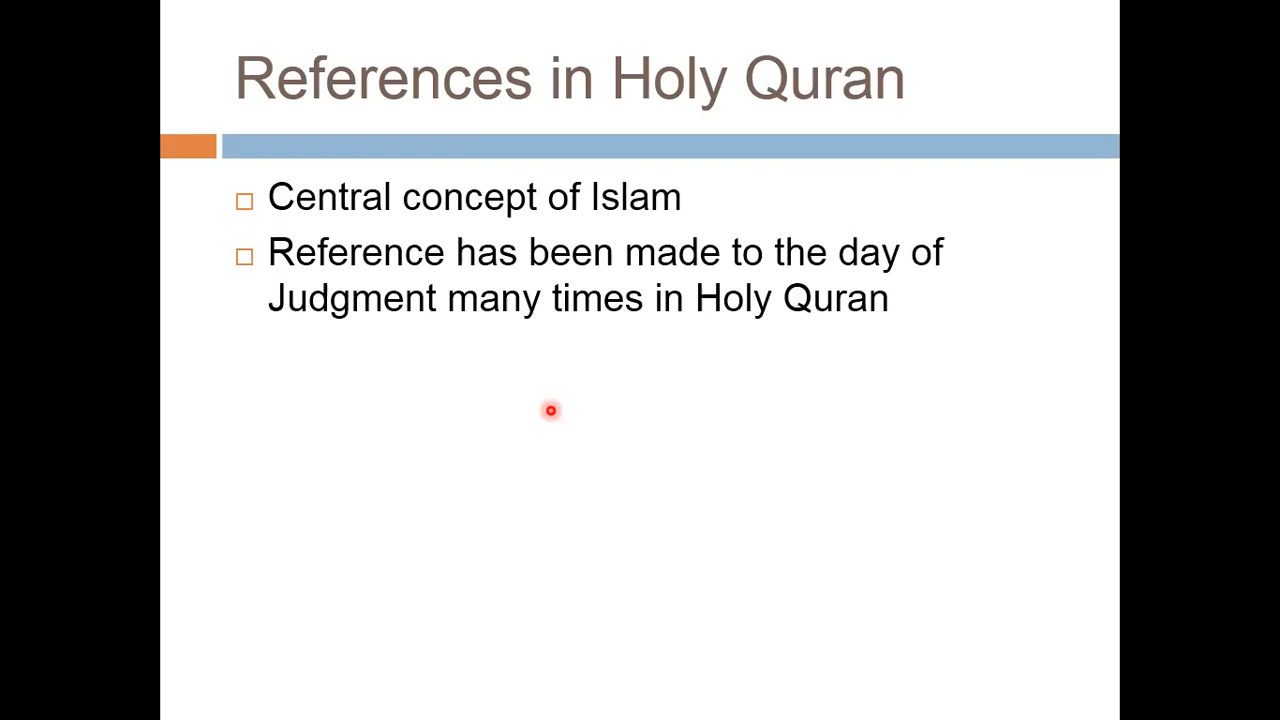 References in Holy Quran
Central concept of Islam
Reference has been made to the day of
Judgment many times in Holy Quran